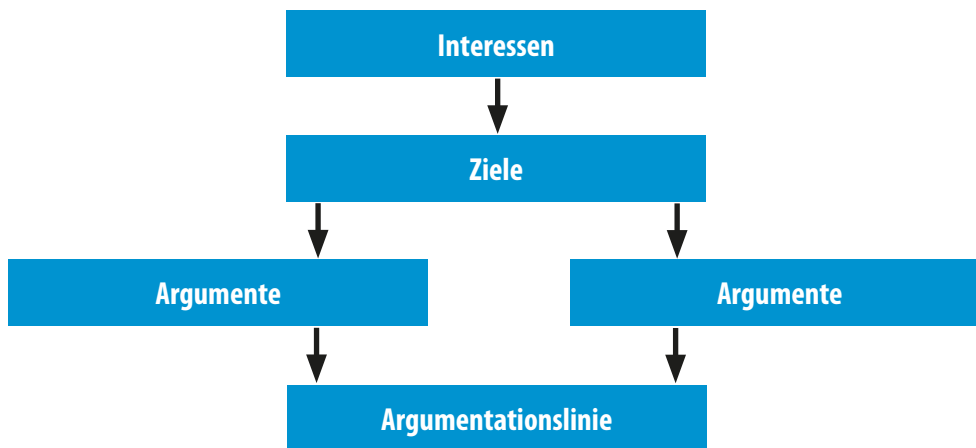 Interessen
Ziele
Argumente
Argumente
Argumentationslinie